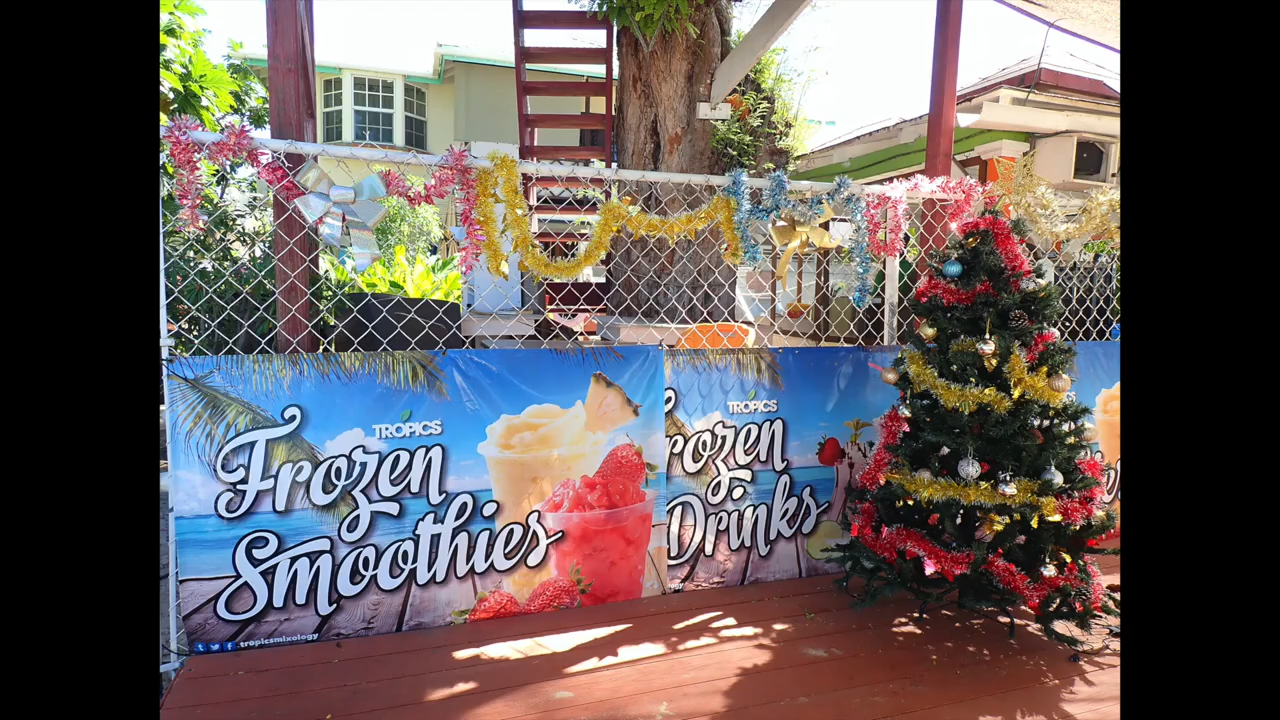 TROPICS
Frozen
Smoothies
.tropicsmixology
TROPICS
rozen
Drinks